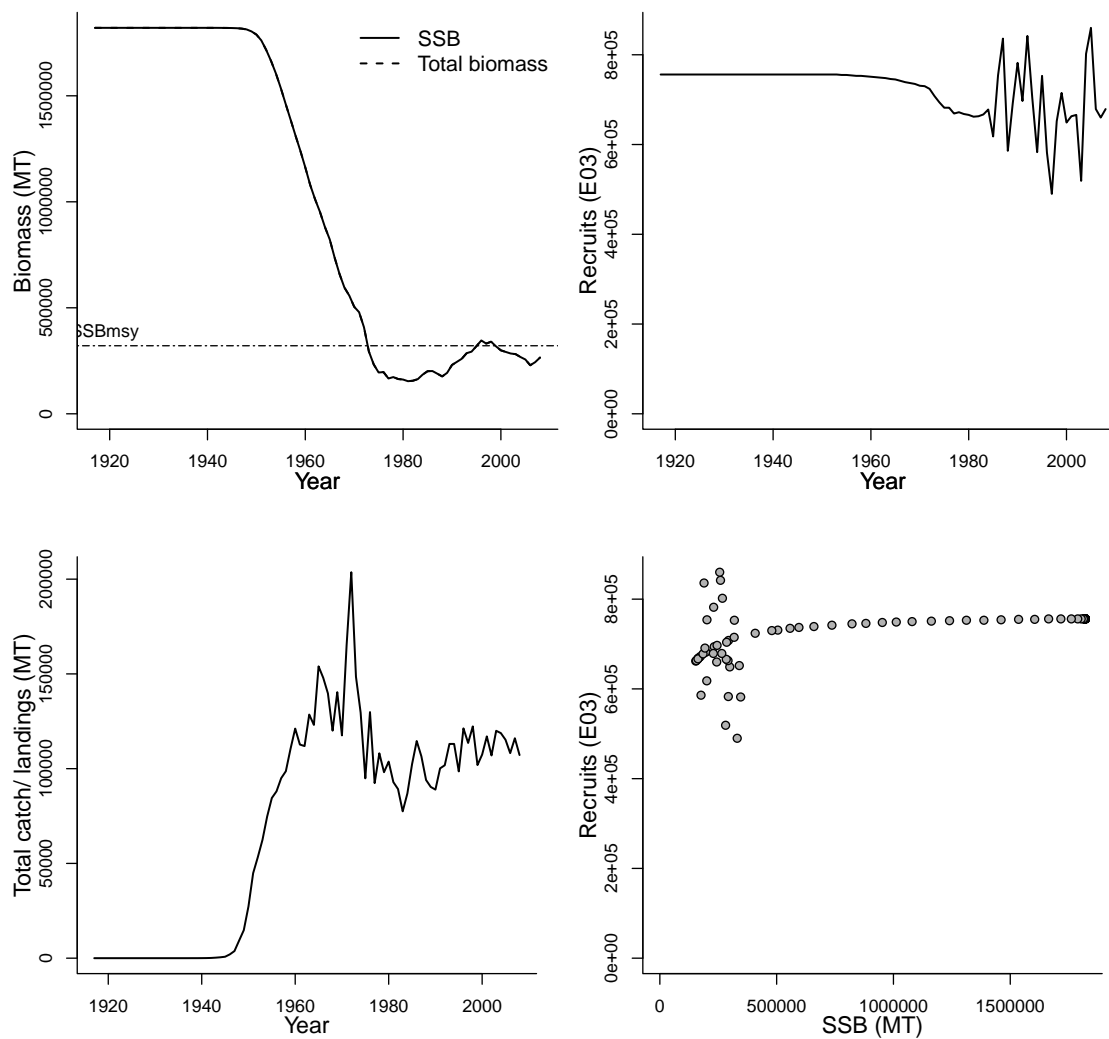 SSB
Total biomass
Biomass (MT)
0
500000
1000000
1500000
SSBmsy
1920
1940
1960
1980
2000
Year
Recruits (E03)
0e+00
2e+05
4e+05
6e+05
8e+05
1920
1940
1960
1980
2000
Year
Total catch/ landings (MT)
0
50000
100000
150000
200000
1920
1940
1960
1980
2000
Year
Recruits (E03)
0e+00
2e+05
4e+05
6e+05
8e+05
0
500000
1000000
1500000
SSB (MT)